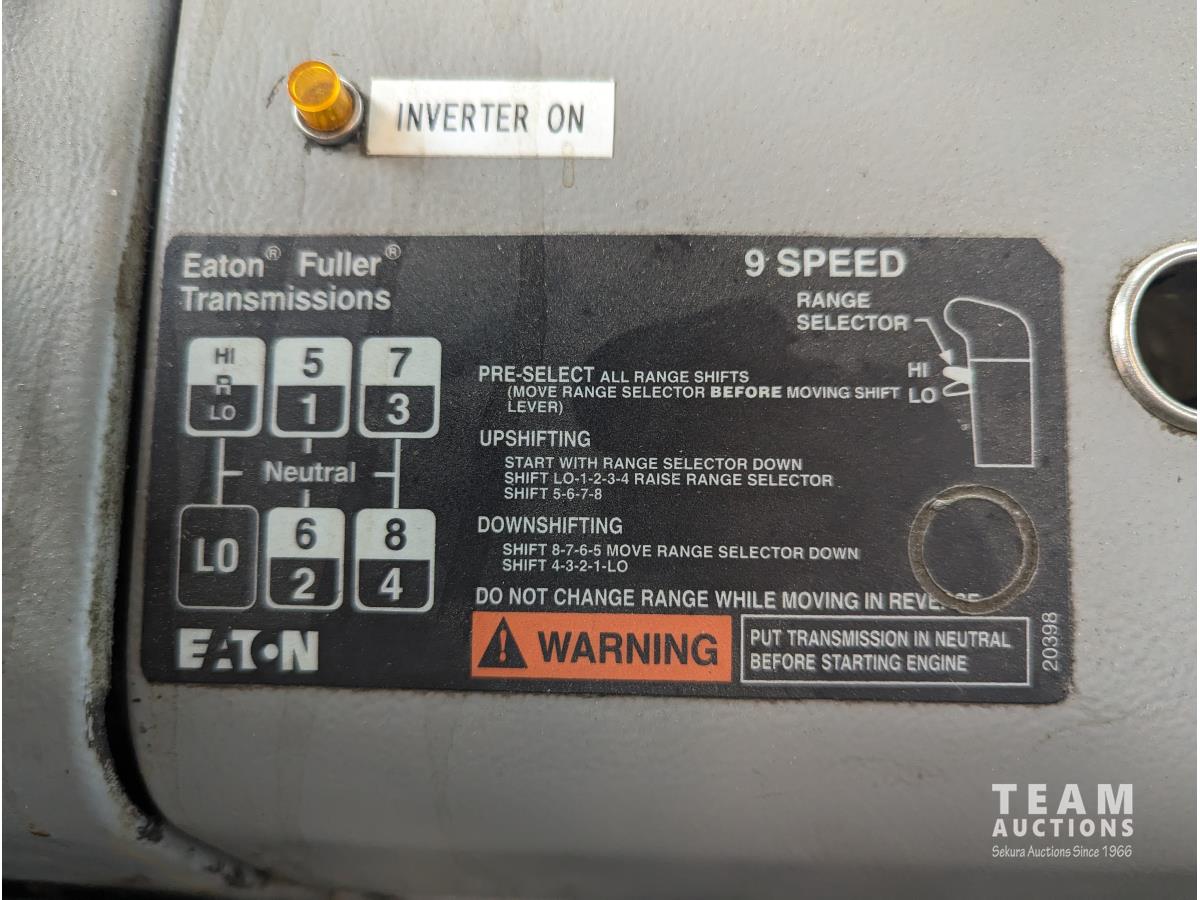 INVERTER ON
Eaton® Fuller®
Transmissions
9 SPEED
RANGE
SELECTOR
HI
LO
HI
R
LO
5
1
7
3
Neutral
LO
6
2
8
4
PRE-SELECT ALL RANGE SHIFTS
(MOVE RANGE SELECTOR BEFORE MOVING SHIFT
LEVER)
UPSHIFTING
START WITH RANGE SELECTOR DOWN
SHIFT LO-1-2-3-4 RAISE RANGE SELECTOR
SHIFT 5-6-7-8
DOWNSHIFTING
SHIFT 8-7-6-5 MOVE RANGE SELECTOR DOWN
SHIFT 4-3-2-1-LO
DO NOT CHANGE RANGE WHILE MOVING IN REVERSE
EATON
WARNING
PUT TRANSMISSION IN NEUTRAL
BEFORE STARTING ENGINE
20398
TEAM
AUCTIONS
Sekura Auctions Since 1966